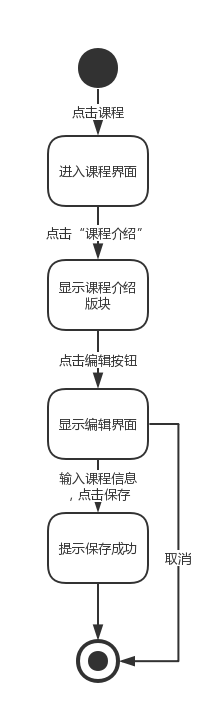 点击课程
进入课程界面
点击“课程介绍”
显示课程介绍
版块
点击编辑按钮
显示编辑界面
输入课程信息
，点击保存
提示保存成功
取消